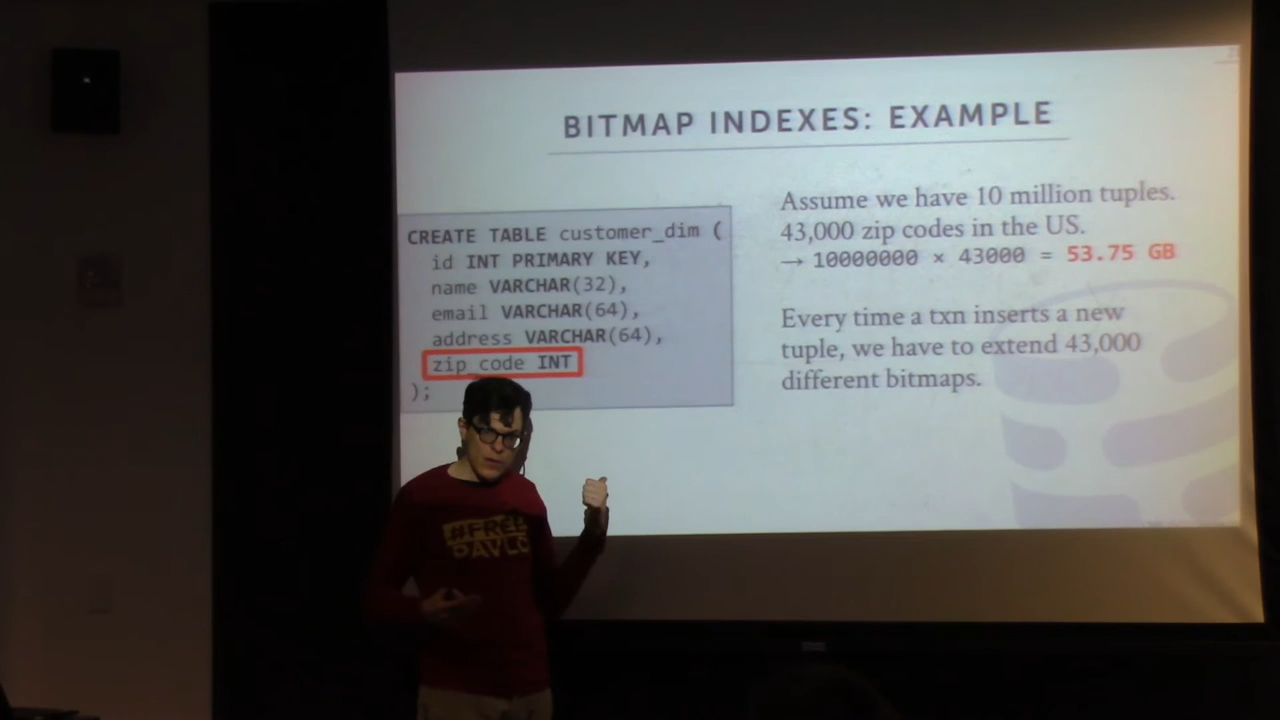 BITMAP INDEXES: EXAMPLE
CREATE TABLE customer_dim (
id INT PRIMARY KEY,
name VARCHAR(32),
email VARCHAR(64),
address VARCHAR(64),
zip_code INT
);
Assume we have 10 million tuples.
43,000 zip codes in the US.
→ 10000000 × 43000 = 53.75 GB
Every time a txn inserts a new
tuple, we have to extend 43,000
different bitmaps.
#FREE
PAVLO